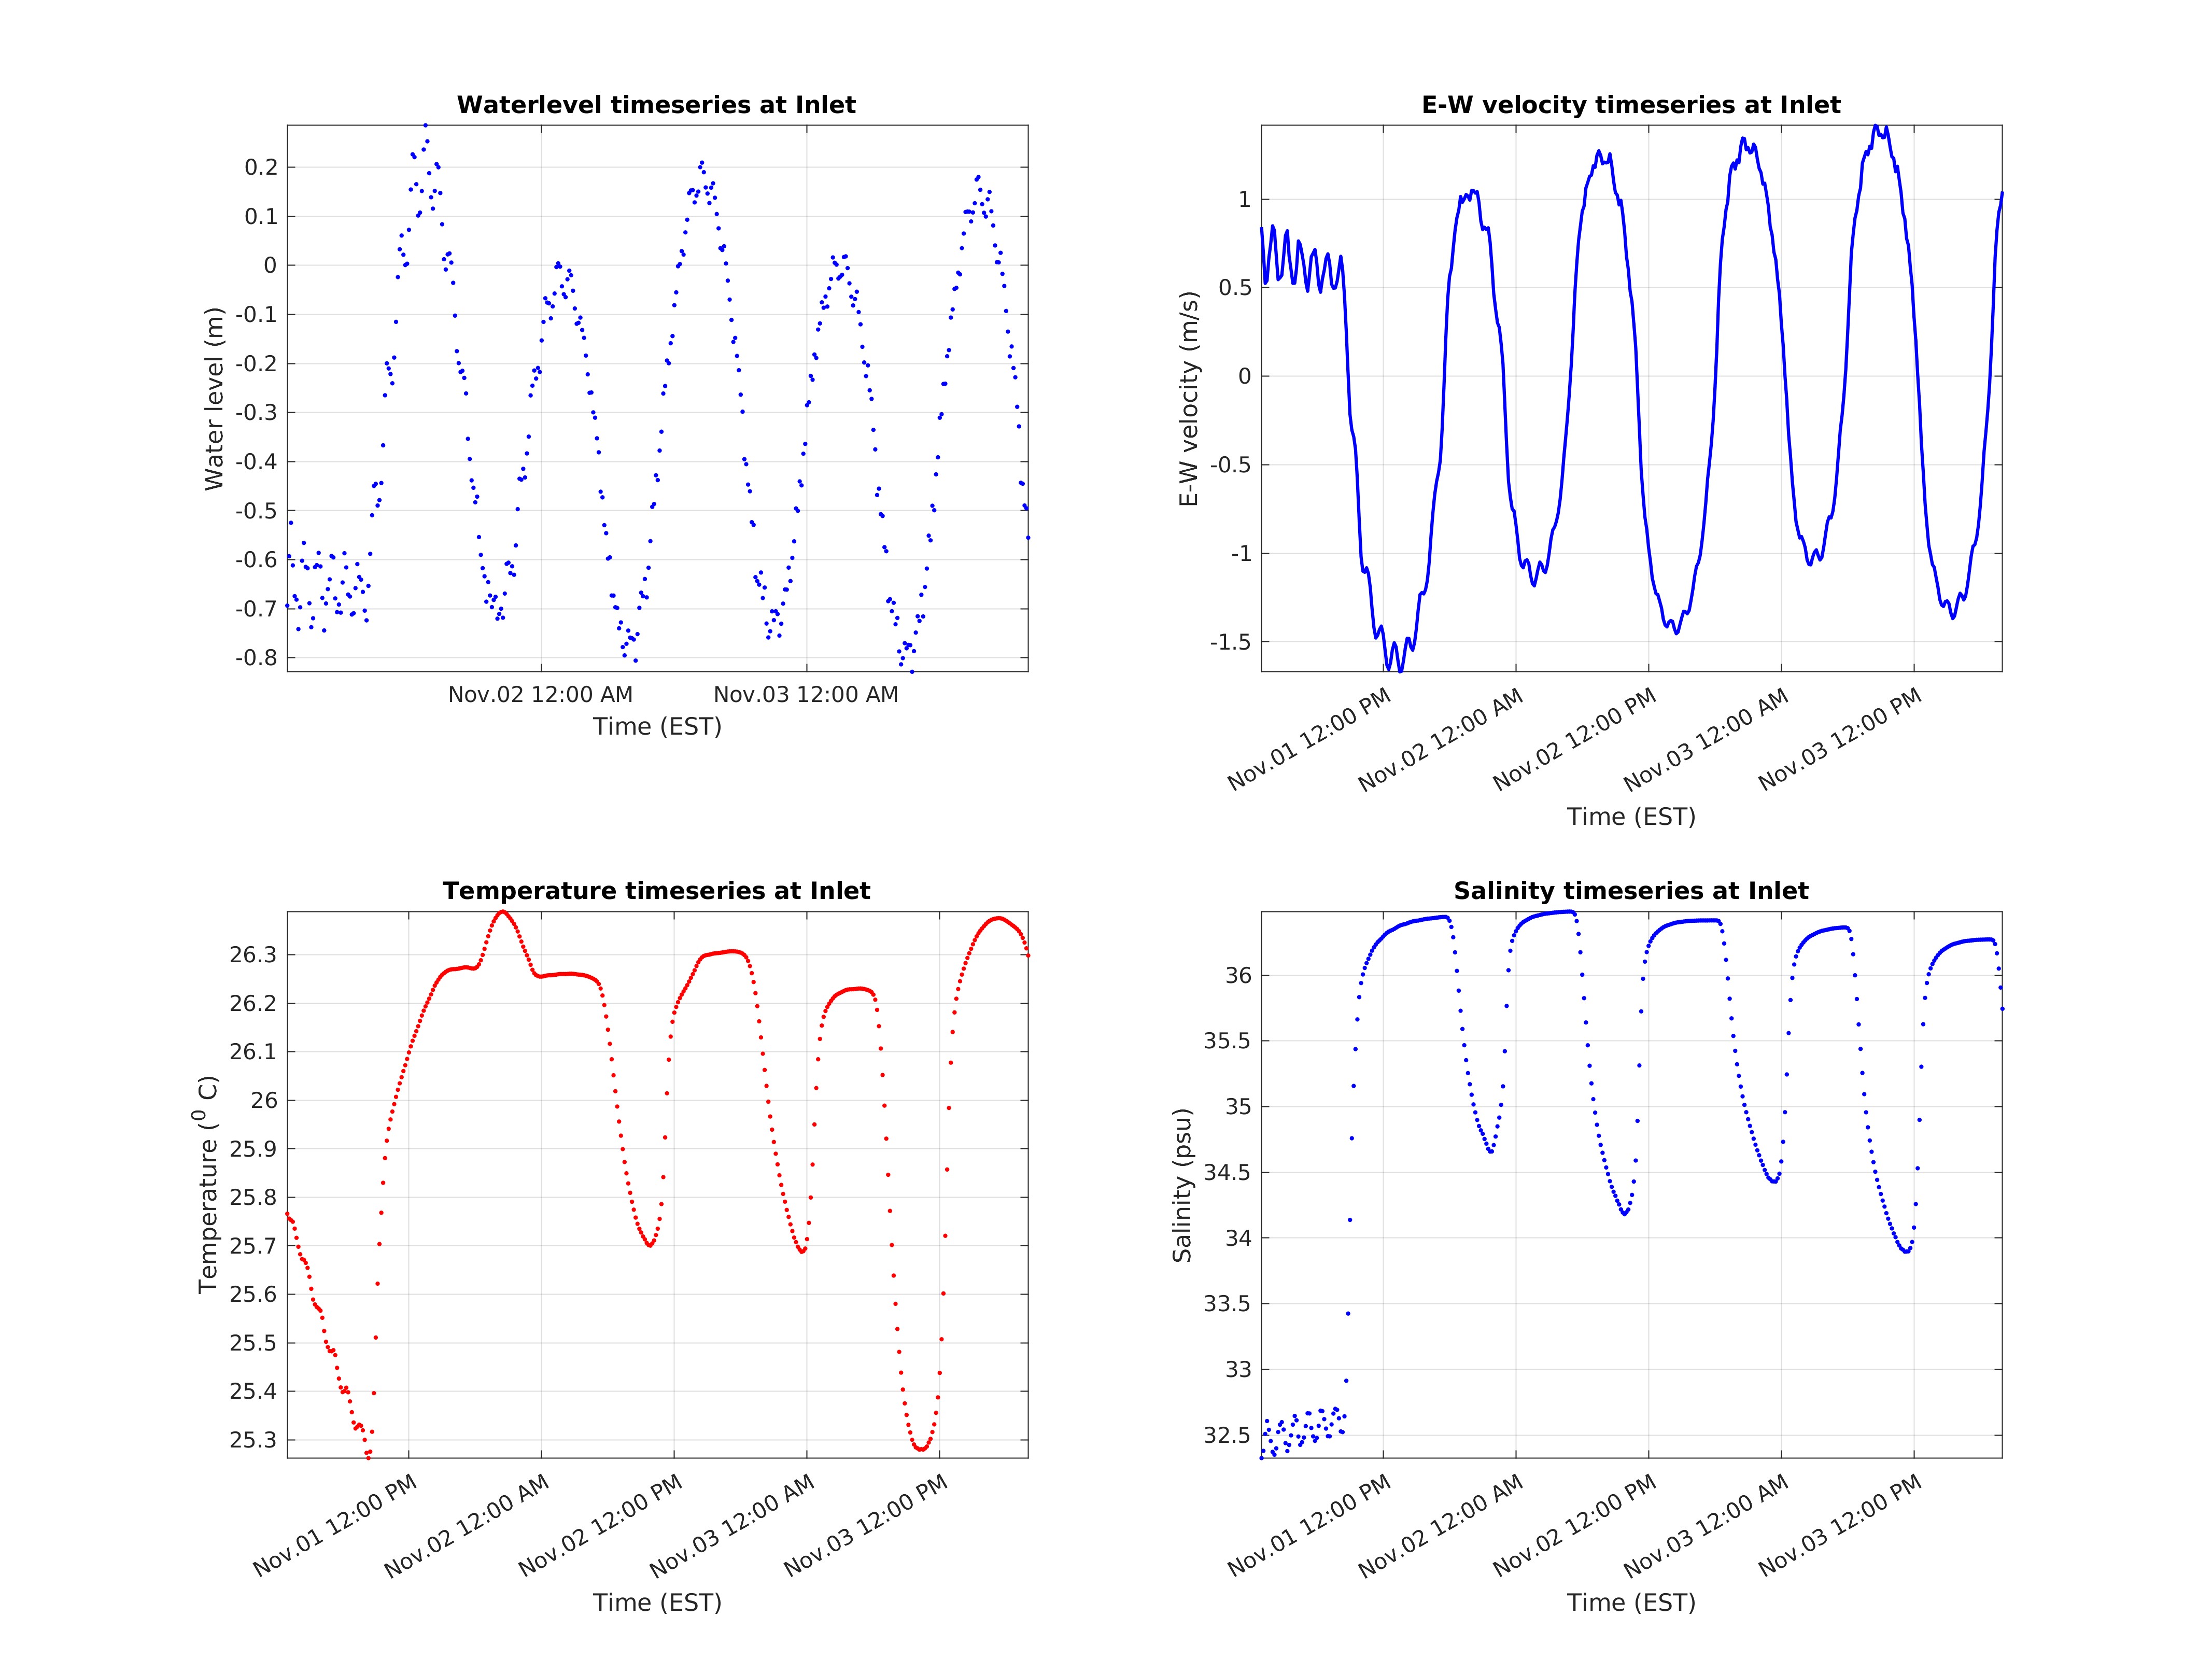 Waterlevel timeseries at Inlet
0.2
0.1
0
-0.1
-0.2
-0.3
-0.4
-0.5
-0.6
-0.7
-0.8
Water level (m)
Nov.02 12:00 AM
Nov.03 12:00 AM
Time (EST)
E-W velocity timeseries at Inlet
1
0.5
0
-0.5
-1
-1.5
E-W velocity (m/s)
Nov.01 12:00 PM
Nov.02 12:00 AM
Nov.02 12:00 PM
Nov.03 12:00 AM
Nov.03 12:00 PM
Time (EST)
Temperature timeseries at Inlet
26.3
26.2
26.1
26
25.9
25.8
25.7
25.6
25.5
25.4
25.3
Temperature (⁰ C)
Nov.01 12:00 PM
Nov.02 12:00 AM
Nov.02 12:00 PM
Nov.03 12:00 AM
Nov.03 12:00 PM
Time (EST)
Salinity timeseries at Inlet
36
35.5
35
34.5
34
33.5
33
32.5
Salinity (psu)
Nov.01 12:00 PM
Nov.02 12:00 AM
Nov.02 12:00 PM
Nov.03 12:00 AM
Nov.03 12:00 PM
Time (EST)